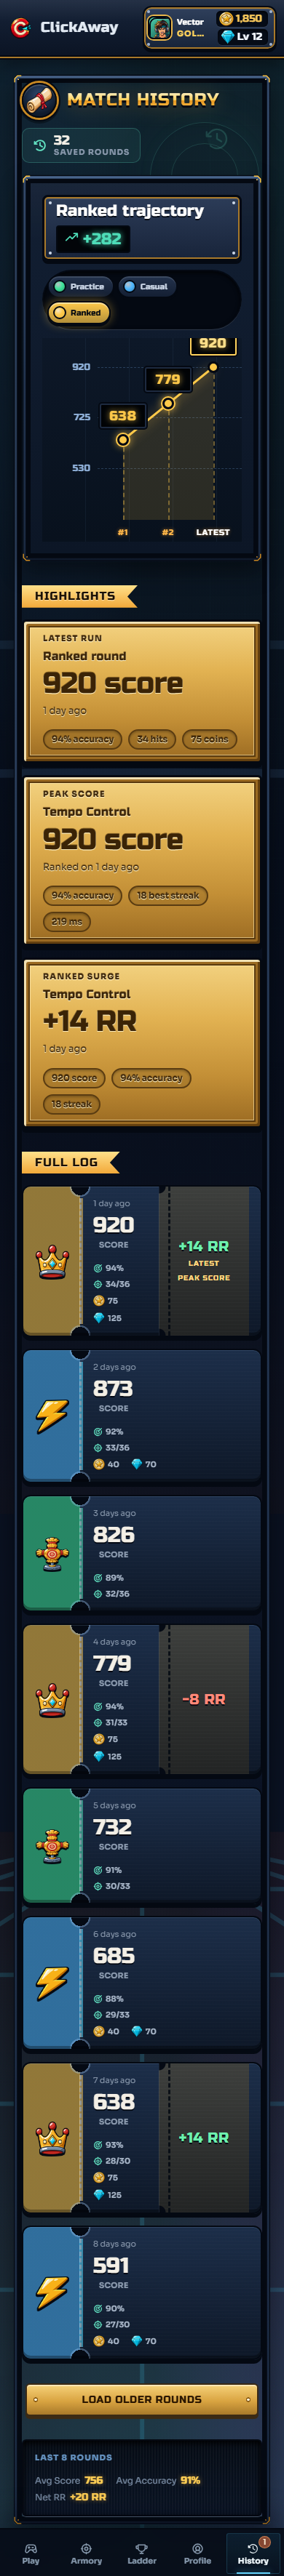 ClickAway
Vector
GOL...
1,850
Lv 12
MATCH HISTORY
32
SAVED ROUNDS
Ranked trajectory
+282
Practice
Casual
Ranked
920
920
779
725
638
530
#1
#2
LATEST
HIGHLIGHTS
LATEST RUN
Ranked round
920 score
1 day ago
94% accuracy
34 hits
75 coins
PEAK SCORE
Tempo Control
920 score
Ranked on 1 day ago
94% accuracy
18 best streak
219 ms
RANKED SURGE
Tempo Control
+14 RR
1 day ago
920 score
94% accuracy
18 streak
FULL LOG
1 day ago
920
SCORE
94%
34/36
75
125
+14 RR
LATEST
PEAK SCORE
2 days ago
873
SCORE
92%
33/36
40 70
3 days ago
826
SCORE
89%
32/36
4 days ago
779
SCORE
94%
31/33
75
125
-8 RR
5 days ago
732
SCORE
91%
30/33
6 days ago
685
SCORE
88%
29/33
40 70
7 days ago
638
SCORE
93%
28/30
75
125
+14 RR
8 days ago
591
SCORE
90%
27/30
40 70
LOAD OLDER ROUNDS
LAST 8 ROUNDS
Avg Score 756 Avg Accuracy 91%
Net RR +20 RR
Play
Armory
Ladder
Profile
History
1